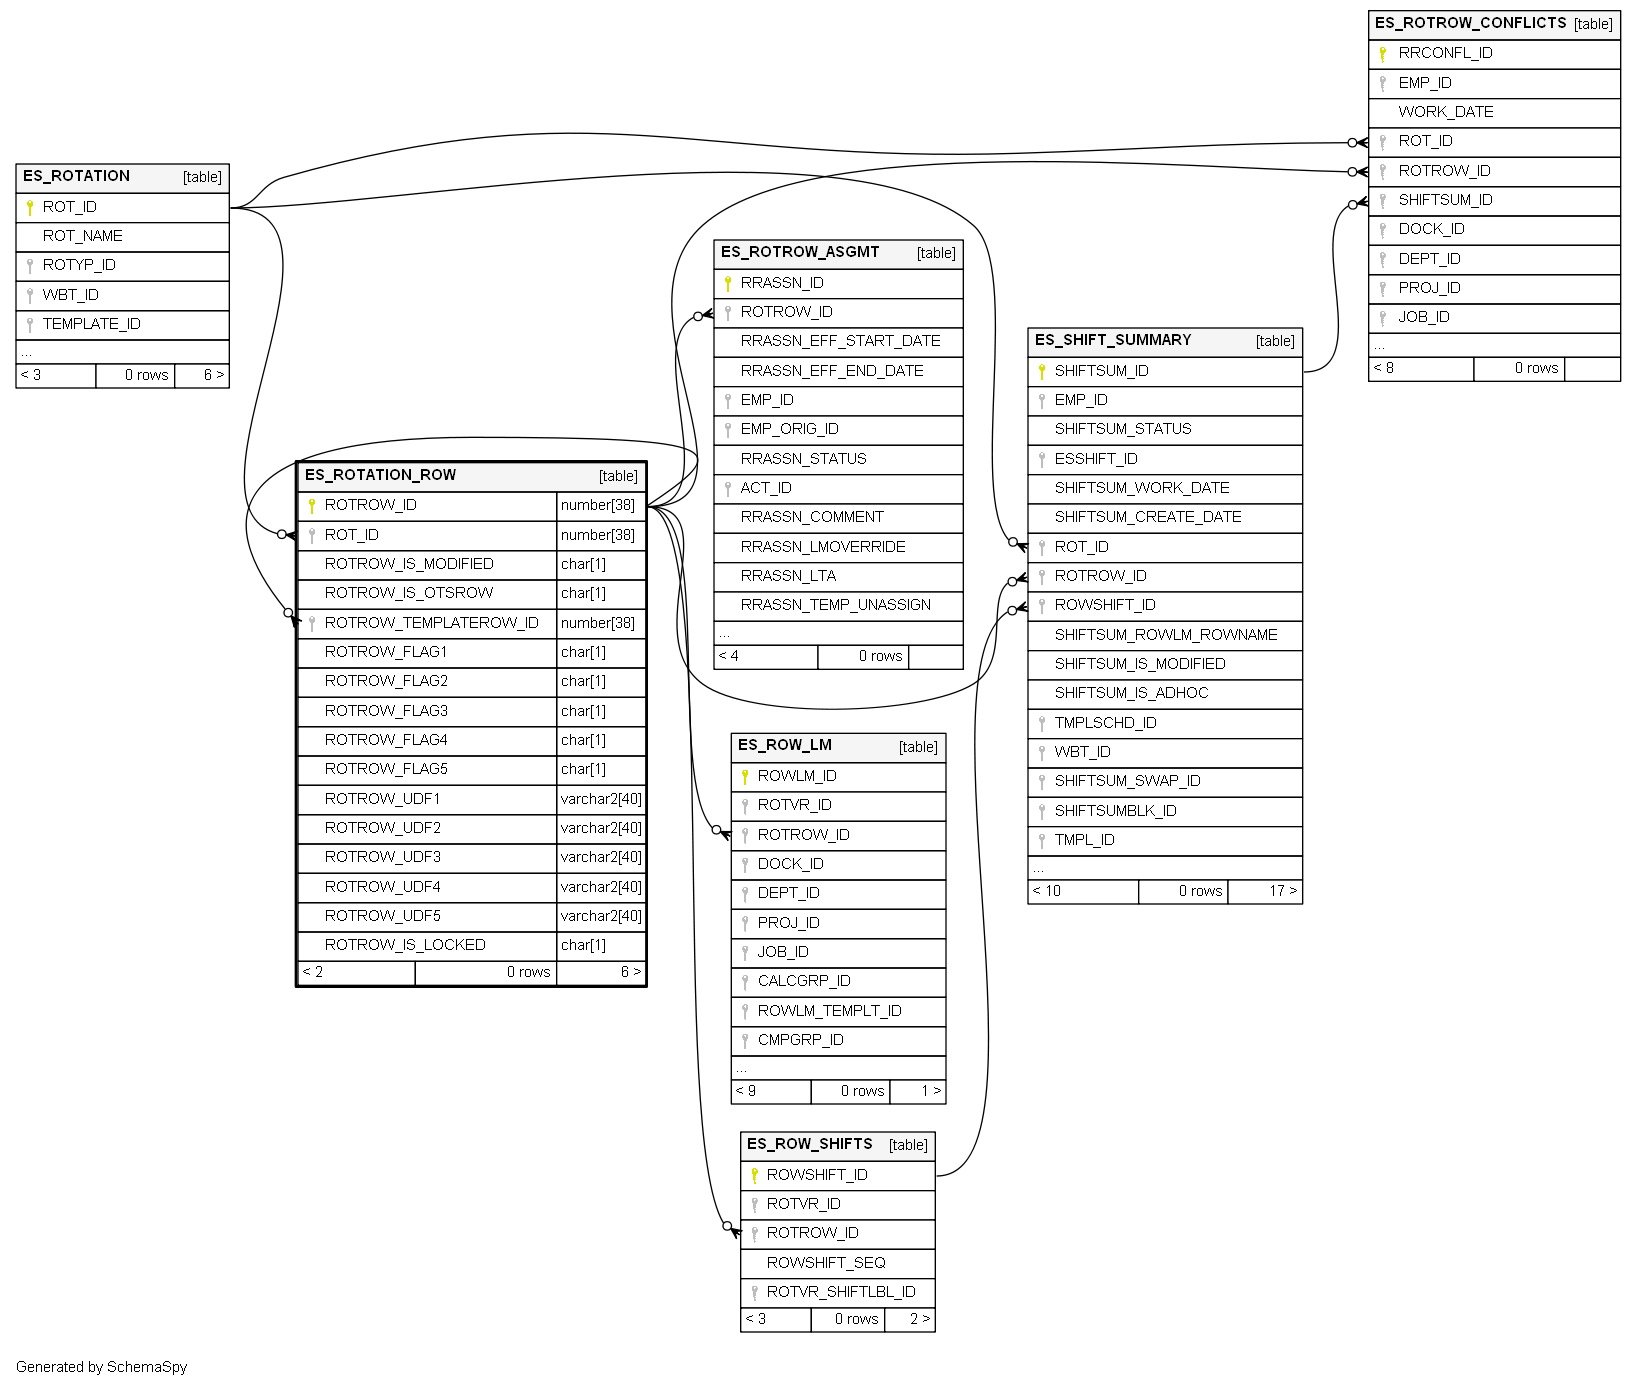 ES_ROTROW_CONFLICTS [table]
RRCONFL_ID
EMP_ID
WORK_DATE
ROT_ID
ROTROW_ID
SHIFTSUM_ID
DOCK_ID
DEPT_ID
PROJ_ID
JOB_ID
...
< 8 0 rows
ES_ROTATION [table]
ROT_ID
ROT_NAME
ROTYP_ID
WBT_ID
TEMPLATE_ID
...
< 3 0 rows 6 >
ES_ROTROW_ASGMT [table]
RRASSN_ID
ROTROW_ID
RRASSN_EFF_START_DATE
RRASSN_EFF_END_DATE
EMP_ID
EMP_ORIG_ID
RRASSN_STATUS
ACT_ID
RRASSN_COMMENT
RRASSN_LMOVERRIDE
RRASSN_LTA
RRASSN_TEMP_UNASSIGN
...
< 4 0 rows
ES_SHIFT_SUMMARY [table]
SHIFTSUM_ID
EMP_ID
SHIFTSUM_STATUS
ESSHIFT_ID
SHIFTSUM_WORK_DATE
SHIFTSUM_CREATE_DATE
ROT_ID
ROTROW_ID
ROWSHIFT_ID
SHIFTSUM_ROWLM_ROWNAME
SHIFTSUM_IS_MODIFIED
SHIFTSUM_IS_ADHOC
TMPLSCHD_ID
WBT_ID
SHIFTSUM_SWAP_ID
SHIFTSUMBLK_ID
TMPL_ID
...
< 10 0 rows 17 >
ES_ROTATION_ROW [table]
ROTROW_ID number[38]
ROT_ID number[38]
ROTROW_IS_MODIFIED char[1]
ROTROW_IS_OTSROW char[1]
ROTROW_TEMPLATEROW_ID number[38]
ROTROW_FLAG1 char[1]
ROTROW_FLAG2 char[1]
ROTROW_FLAG3 char[1]
ROTROW_FLAG4 char[1]
ROTROW_FLAG5 char[1]
ROTROW_UDF1 varchar2[40]
ROTROW_UDF2 varchar2[40]
ROTROW_UDF3 varchar2[40]
ROTROW_UDF4 varchar2[40]
ROTROW_UDF5 varchar2[40]
ROTROW_IS_LOCKED char[1]
< 2 0 rows 6 >
ES_ROW_LM [table]
ROWLM_ID
ROTVR_ID
ROTROW_ID
DOCK_ID
DEPT_ID
PROJ_ID
JOB_ID
CALCGRP_ID
ROWLM_TEMPLT_ID
CMPGRP_ID
...
< 9 0 rows 1 >
ES_ROW_SHIFTS [table]
ROWSHIFT_ID
ROTVR_ID
ROTROW_ID
ROWSHIFT_SEQ
ROTVR_SHIFTLBL_ID
< 3 0 rows 2 >
Generated by SchemaSpy